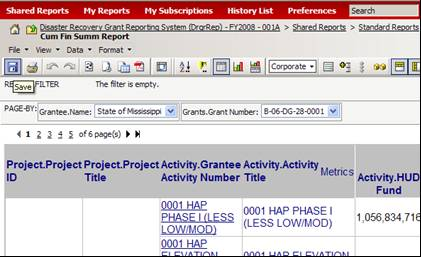 Shared Reports My Reports Create Reports My Subscriptions History List Preferences Search
Disaster Recovery Grant Reporting System (DrgrRep) - FY2008 - 001A > Shared Reports > Standard Reports
Cum Fin Summ Report
File View Data Format
Corporate
Save
RE FILTER The filter is empty.
PAGE-BY: Grantee.Name: State of Mississippi Grants.Grant Number: B-06-DG-28-0001
1 2 3 4 5 of 6 page(s)
Project.Project ID
Project.Project Title
Activity.Grantee Activity Number
Activity.Activity Title
Metrics
Activity.HUD Fund
0001 HAP PHASE I (LESS LOW/MOD)
0001 HAP PHASE I (LESS LOW/MOD)
1,056,834,716
0001 HAP ELEVATION
0001 HAP ELEVATION